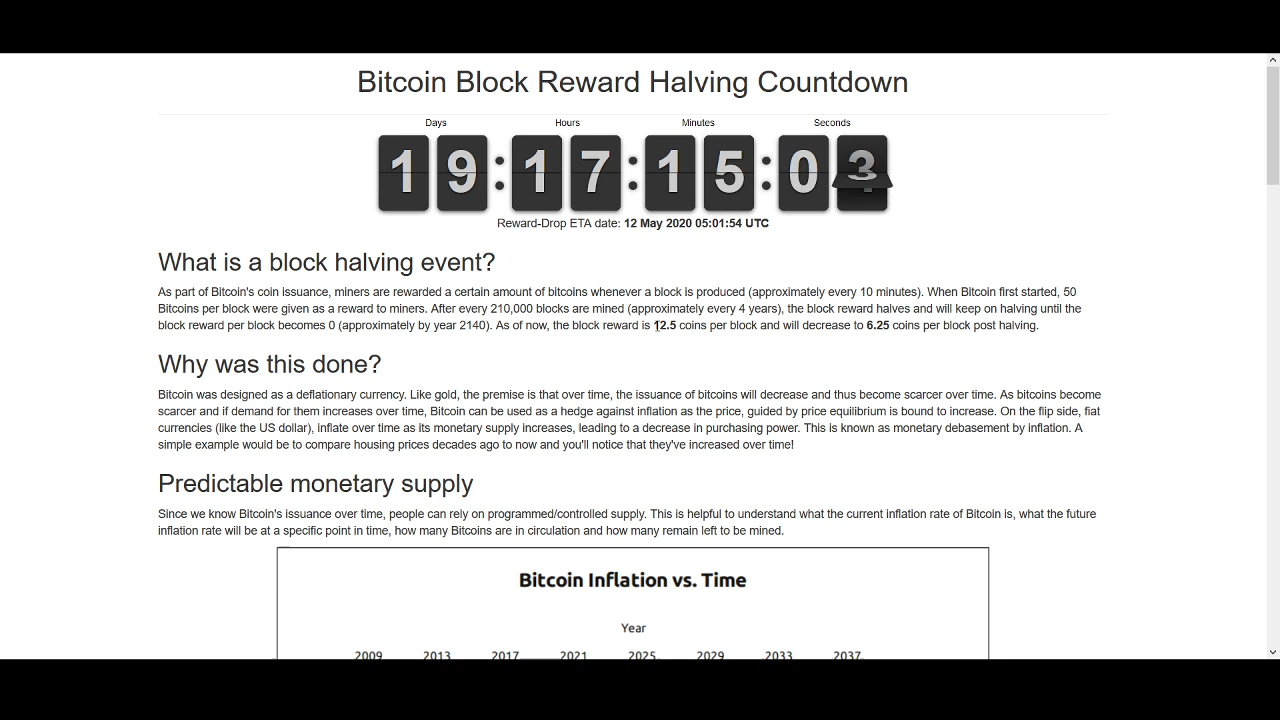 Bitcoin Block Reward Halving Countdown
Days Hours Minutes Seconds
19:17:15:03
Reward-Drop ETA date: 12 May 2020 05:01:54 UTC
What is a block halving event?
As part of Bitcoin's coin issuance, miners are rewarded a certain amount of bitcoins whenever a block is produced (approximately every 10 minutes). When Bitcoin first started, 50
Bitcoins per block were given as a reward to miners. After every 210,000 blocks are mined (approximately every 4 years), the block reward halves and will keep on halving until the
block reward per block becomes 0 (approximately by year 2140). As of now, the block reward is 12.5 coins per block and will decrease to 6.25 coins per block post halving.
Why was this done?
Bitcoin was designed as a deflationary currency. Like gold, the premise is that over time, the issuance of bitcoins will decrease and thus become scarcer over time. As bitcoins become
scarcer and if demand for them increases over time, Bitcoin can be used as a hedge against inflation as the price, guided by price equilibrium is bound to increase. On the flip side, fiat
currencies (like the US dollar), inflate over time as its monetary supply increases, leading to a decrease in purchasing power. This is known as monetary debasement by inflation. A
simple example would be to compare housing prices decades ago to now and you'll notice that they've increased over time!
Predictable monetary supply
Since we know Bitcoin's issuance over time, people can rely on programmed/controlled supply. This is helpful to understand what the current inflation rate of Bitcoin is, what the future
inflation rate will be at a specific point in time, how many Bitcoins are in circulation and how many remain left to be mined.
Bitcoin Inflation vs. Time
Year
2009 2013 2017 2021 2025 2029 2033 2037